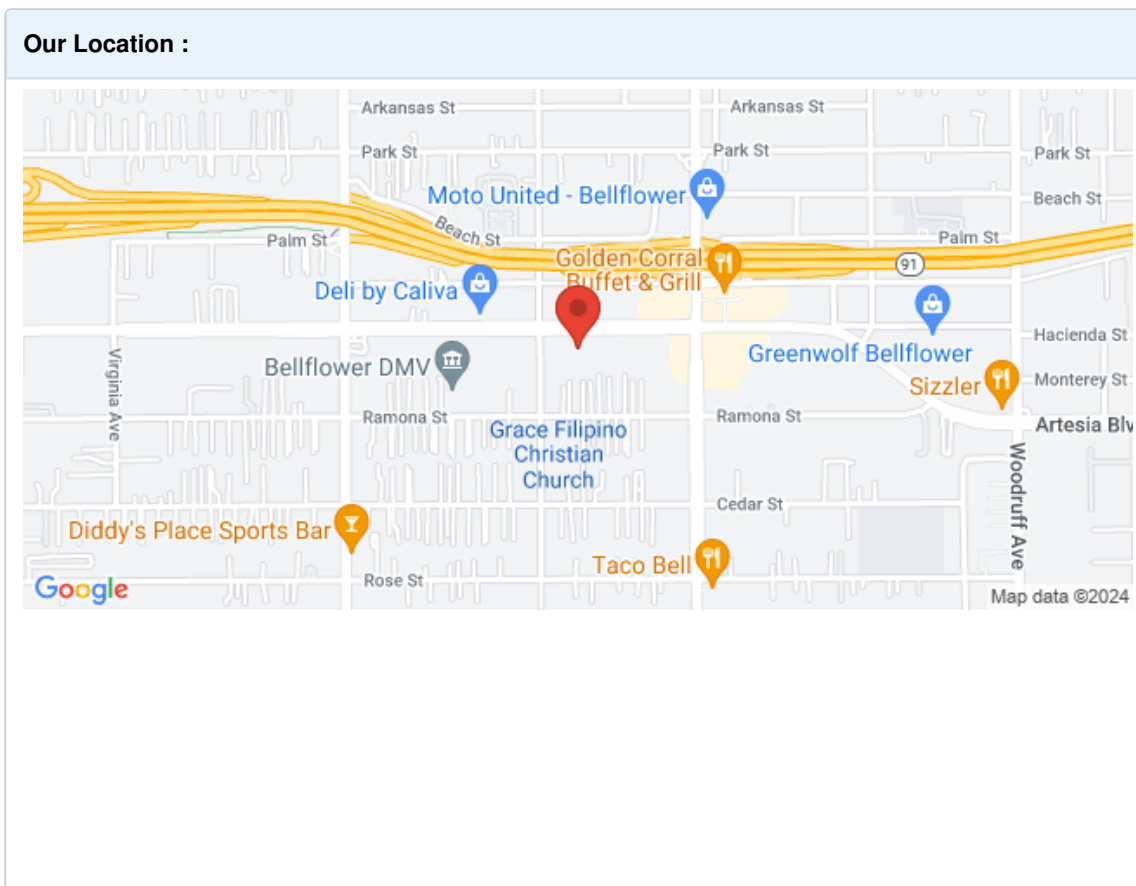 Our Location :
Arkansas St
Arkansas St
Park St
Park St
Park St
Moto United - Bellflower
Beach St
Beach St
Palm St
Palm St
Golden Corral
Buffet & Grill
91
Deli by Caliva
Hacienda St
Greenwolf Bellflower
Bellflower DMV
Virginia Ave
Sizzler
Monterey St
Ramona St
Ramona St
Artesia Blv
Grace Filipino
Christian
Church
Woodruff Ave
Cedar St
Diddy's Place Sports Bar
Taco Bell
Rose St
Google
Map data ©2024